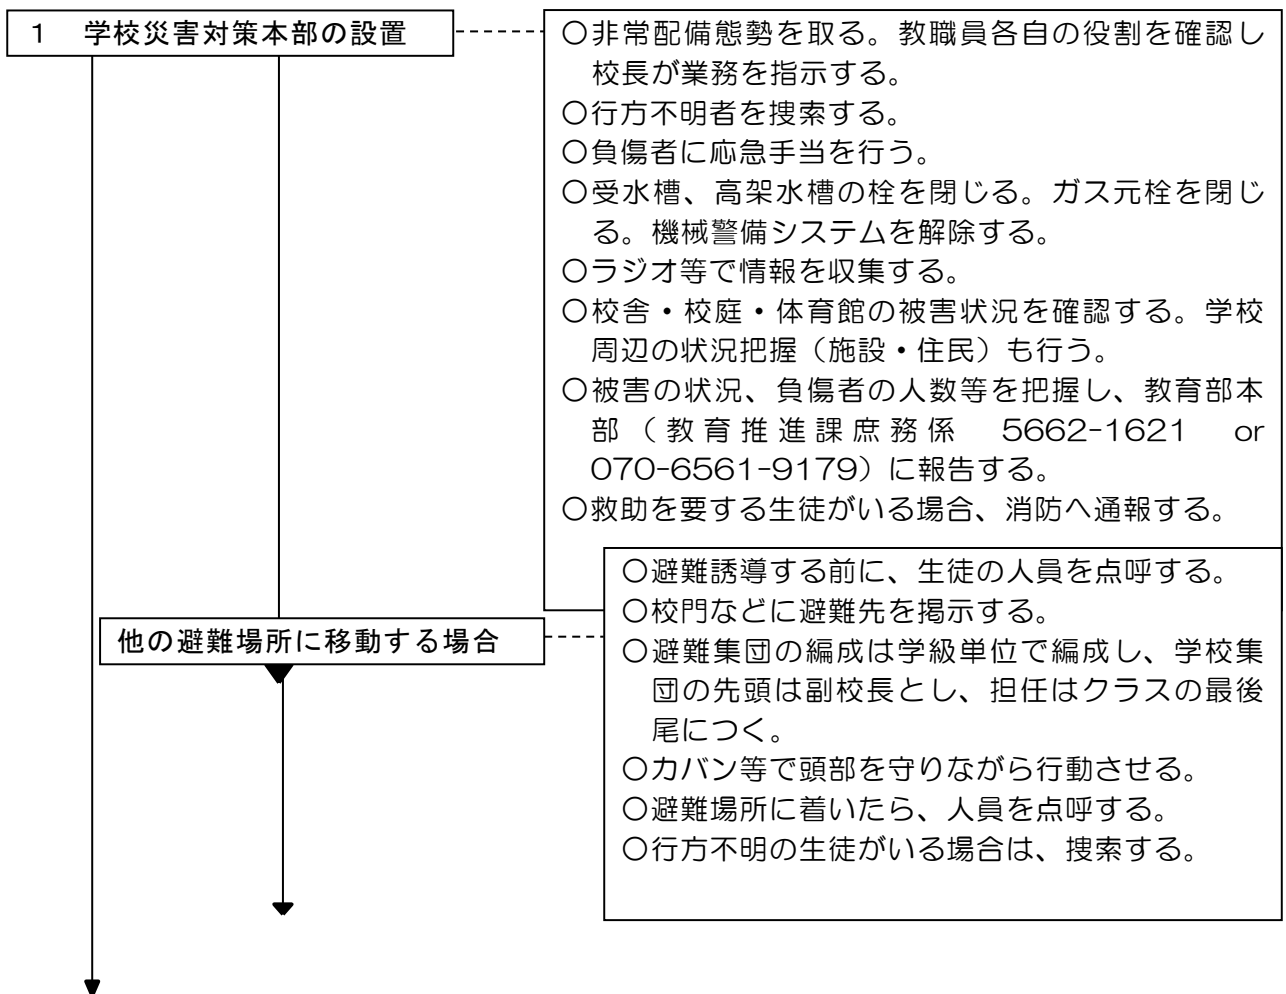 １　学校災害対策本部の設置
〇非常配備態勢を取る。教職員各自の役割を確認し
校長が業務を指示する。
〇行方不明者を捜索する。
〇負傷者に応急手当を行う。
〇受水槽、高架水槽の栓を閉じる。ガス元栓を閉じ
る。機械警備システムを解除する。
〇ラジオ等で情報を収集する。
〇校舎・校庭・体育館の被害状況を確認する。学校
周辺の状況把握（施設・住民）も行う。
〇被害の状況、負傷者の人数等を把握し、教育部本
部（教育推進課庶務係　5662-1621　or
070-6561-9179）に報告する。
〇救助を要する生徒がいる場合、消防へ通報する。
他の避難場所に移動する場合
〇避難誘導する前に、生徒の人員を点呼する。
〇校門などに避難先を掲示する。
〇避難集団の編成は学級単位で編成し、学校集
団の先頭は副校長とし、担任はクラスの最後
尾につく。
〇カバン等で頭部を守りながら行動させる。
〇避難場所に着いたら、人員を点呼する。
〇行方不明の生徒がいる場合は、捜索する。